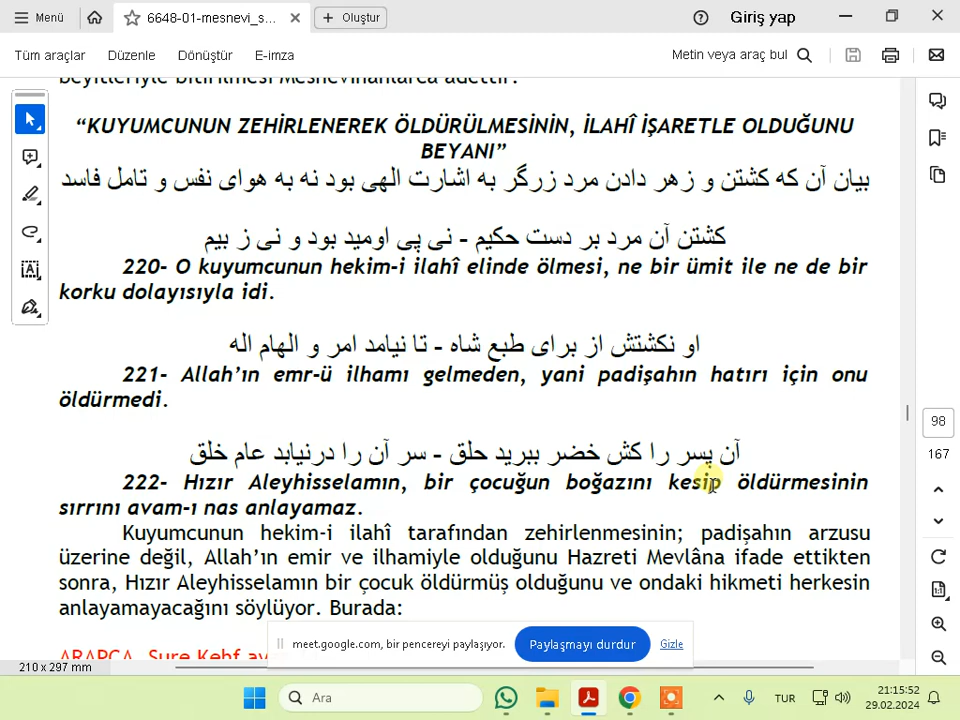 Menü
6648-01-mesnevi_s...
Oluştur
Giriş yap
Tüm araçlar
Düzenle
Dönüştür
E-imza
Metin veya araç bul
beyitleriyle bitirilmesi Mesnevihanlarca adettir.
“KUYUMCUNUN ZEHİRLENEREK ÖLDÜRÜLMESİNİN, İLAHÎ İŞARETLE OLDUĞUNU
BEYANI”
بیان آن که کشتن و زهر دادن مرد زرگر به اشارت الهی بود نه به هوای نفس و تامل فاسد
کشتن آن مرد بر دست حکیم - نی پی اومید بود و نی ز بیم
220- O kuyumcunun hekim-i ilahî elinde ölmesi, ne bir ümit ile ne de bir
korku dolayısıyla idi.
او نکشتش از برای طبع شاه - تا نیامد امر و الهام اله
221- Allah’ın emr-ü ilhamı gelmeden, yani padişahın hatırı için onu
öldürmedi.
آن پسر را کش خضر ببرید حلق - سر آن را درنیابد عام خلق
222- Hızır Aleyhisselamın, bir çocuğun boğazını kesip öldürmesinin
sırrını avam-ı nas anlayamaz.
Kuyumcunun hekim-i ilahî tarafından zehirlenmesinin; padişahın arzusu
üzerine değil, Allah’ın emir ve ilhamiyle olduğunu Hazreti Mevlâna ifade ettikten
sonra, Hızır Aleyhisselamın bir çocuk öldürmüş olduğunu ve ondaki hikmeti herkesin
anlayamayacağını söylüyor. Burada:
ARAPÇA Sure Kehf
98
167
meet.google.com, bir pencereyi paylaşıyor.
Paylaşmayı durdur
Gizle
210 x 297 mm
Ara
TUR
21:15:52
29.02.2024